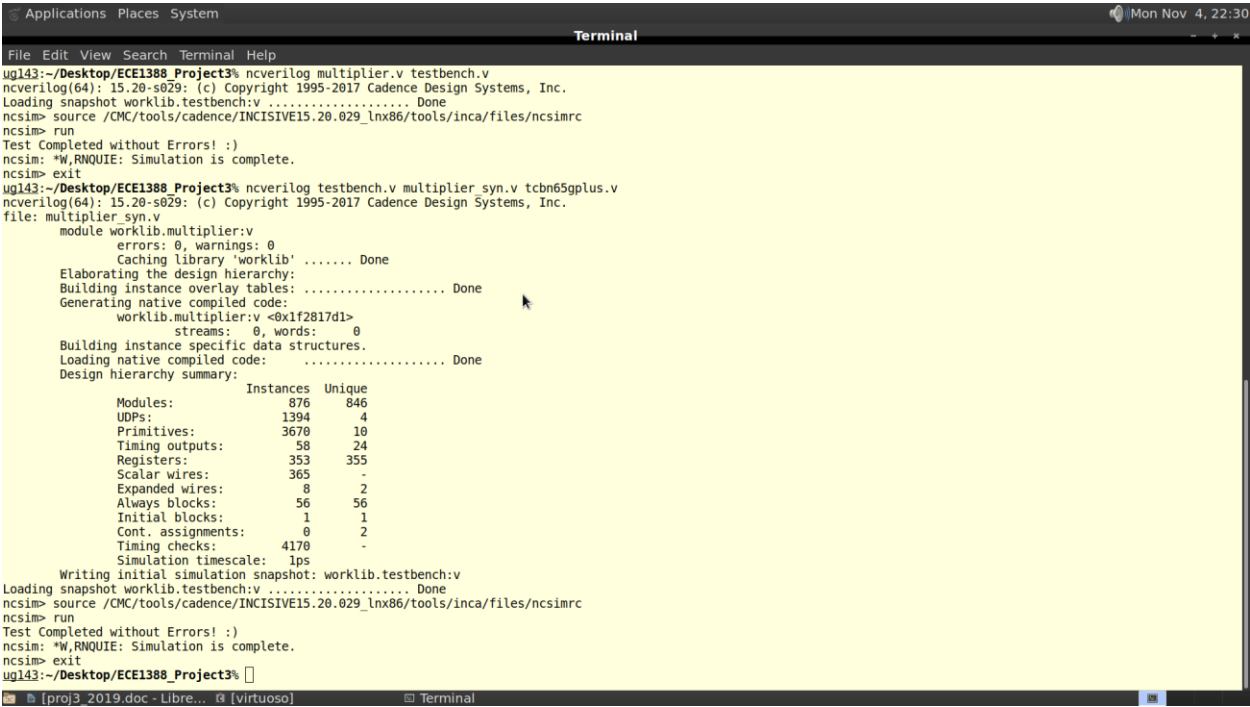 Applications Places System
Mon Nov 4, 22:30
Terminal
File Edit View Search Terminal Help
ug143:~/Desktop/ECE1388_Project3% ncverilog multiplier.v testbench.v
ncverilog(64): 15.20-s029: (c) Copyright 1995-2017 Cadence Design Systems, Inc.
Loading snapshot worklib.testbench:v .................... Done
ncsim> source /CMC/tools/cadence/INCISIVE15.20.029_lnx86/tools/inca/files/ncsimrc
ncsim> run
Test Completed without Errors! :)
ncsim: *W,RNQUIE: Simulation is complete.
ncsim> exit
ug143:~/Desktop/ECE1388_Project3% ncverilog testbench.v multiplier_syn.v tcbn65gplus.v
ncverilog(64): 15.20-s029: (c) Copyright 1995-2017 Cadence Design Systems, Inc.
file: multiplier_syn.v
module worklib.multiplier:v
errors: 0, warnings: 0
Caching library 'worklib' ....... Done
Elaborating the design hierarchy:
Building instance overlay tables: .................... Done
Generating native compiled code:
worklib.multiplier:v <0x1f2817d1>
streams: 0, words: 0
Building instance specific data structures.
Loading native compiled code: .................... Done
Design hierarchy summary:
Instances Unique
Modules: 876 846
UDPs: 1394 4
Primitives: 3670 10
Timing outputs: 58 24
Registers: 353 355
Scalar wires: 365 -
Expanded wires: 8 2
Always blocks: 56 56
Initial blocks: 1 1
Cont. assignments: 0 2
Timing checks: 4170 -
Simulation timescale: 1ps
Writing initial simulation snapshot: worklib.testbench:v
Loading snapshot worklib.testbench:v .................... Done
ncsim> source /CMC/tools/cadence/INCISIVE15.20.029_lnx86/tools/inca/files/ncsimrc
ncsim> run
Test Completed without Errors! :)
ncsim: *W,RNQUIE: Simulation is complete.
ncsim> exit
ug143:~/Desktop/ECE1388_Project3%
[proj3_2019.doc - Libre... [virtuoso] Terminal